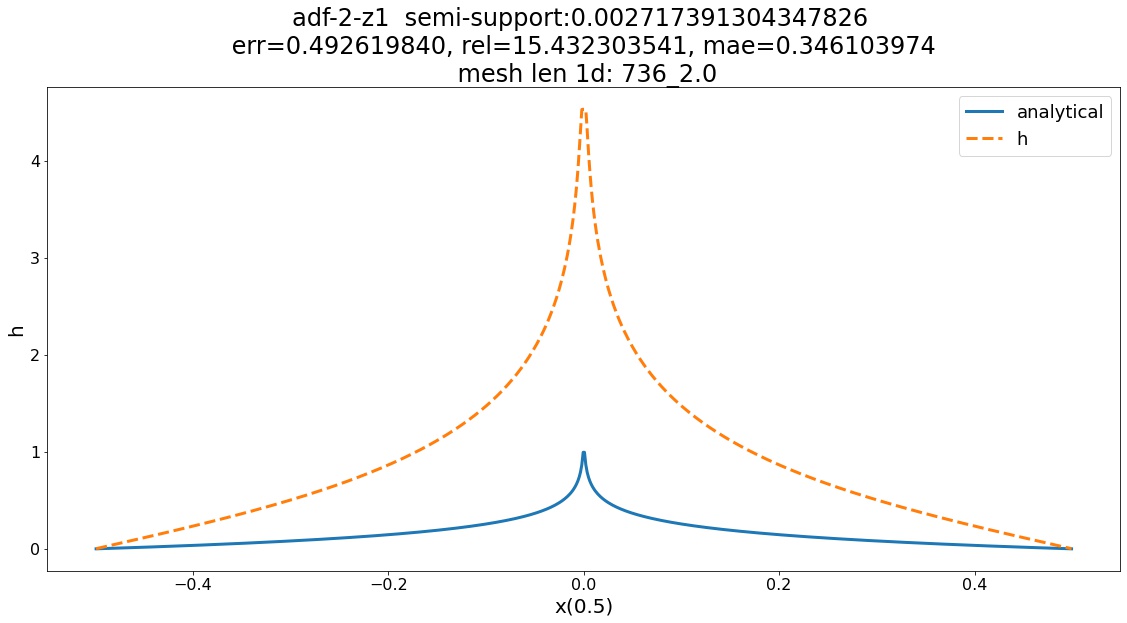 adf-2-z1  semi-support:0.002717391304347826
err=0.492619840, rel=15.432303541, mae=0.346103974
mesh len 1d: 736_2.0
analytical
h
4
3
2
1
0
h
−0.4
−0.2
0.0
0.2
0.4
x(0.5)